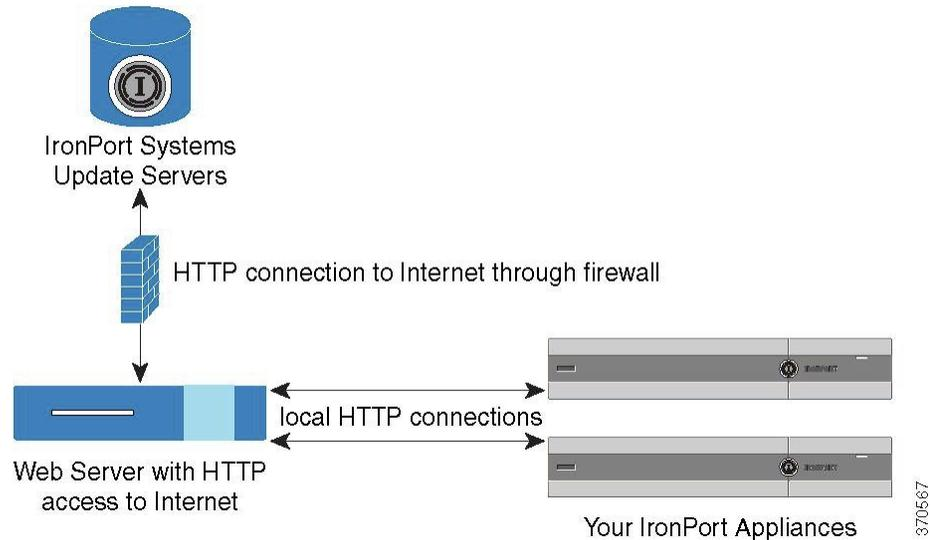 IronPort Systems
Update Servers
HTTP connection to Internet through firewall
local HTTP connections
Web Server with HTTP
access to Internet
Your IronPort Appliances
370567